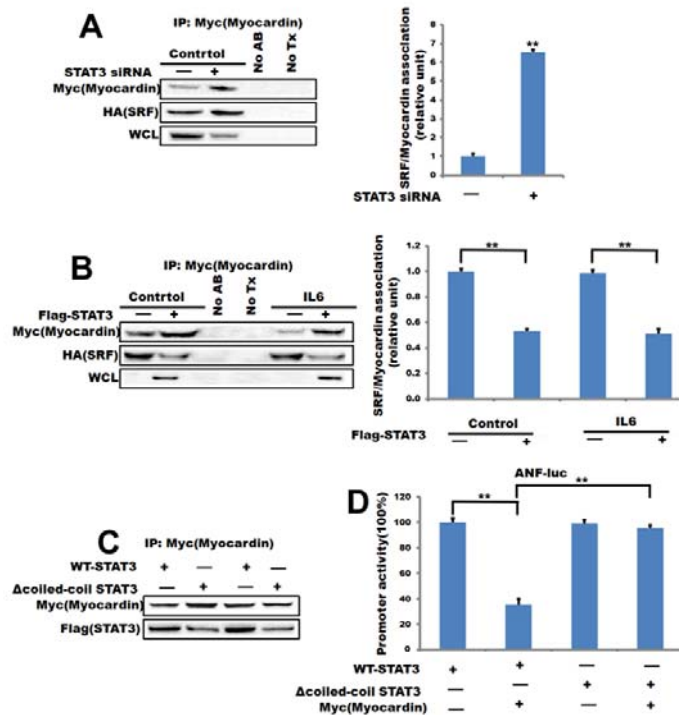 A
IP: Myc(Myocardin)
Contrtol
No AB
No Tx
STAT3 siRNA — +
Myc(Myocardin)
HA(SRF)
WCL
SRF/Myocardin association
(relative unit)
8
7
6
5
4
3
2
1
0
**
STAT3 siRNA — +
B
IP: Myc(Myocardin)
Contrtol
No AB
No Tx
IL6
Flag-STAT3 — + — +
Myc(Myocardin)
HA(SRF)
WCL
SRF/Myocardin association
(relative unit)
1.2
1.0
0.8
0.6
0.4
0.2
0.0
** **
Control IL6
Flag-STAT3 — + — +
C
IP: Myc(Myocardin)
WT-STAT3 + — + —
Δcoiled-coil STAT3 — + — +
Myc(Myocardin)
Flag(STAT3)
D
ANF-luc
Promoter activity(100%)
120
100
80
60
40
20
0
** **
WT-STAT3 + + — —
Δcoiled-coil STAT3 — — + +
Myc(Myocardin) — + — +